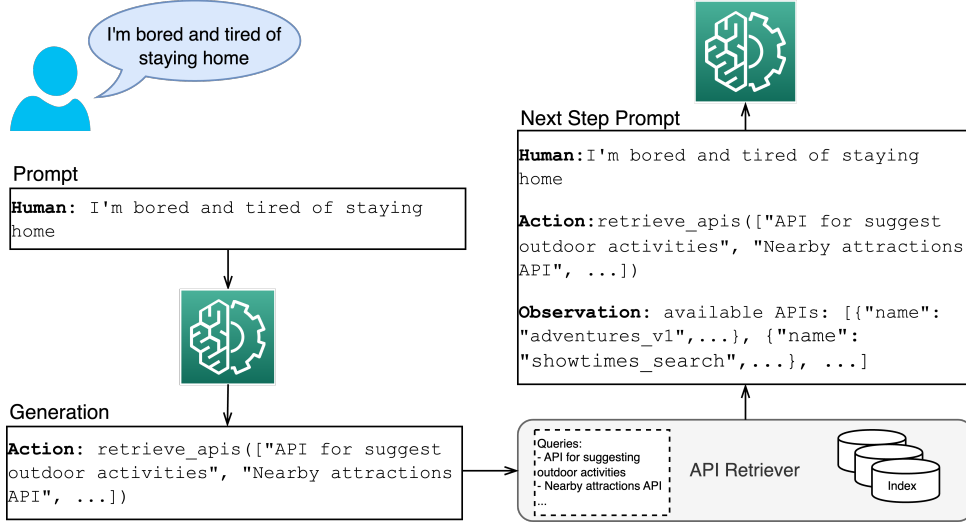 I'm bored and tired of
staying home
Prompt
Human: I'm bored and tired of staying
home
Generation
Action: retrieve_apis(["API for suggest
outdoor activities", "Nearby attractions
API", ...])
Queries:
- API for suggesting
outdoor activities
- Nearby attractions API
...
API Retriever
Index
Next Step Prompt
Human:I'm bored and tired of staying
home
Action:retrieve_apis(["API for suggest
outdoor activities", "Nearby attractions
API", ...])
Observation: available APIs: [{"name":
"adventures_v1",...}, {"name":
"showtimes_search",...}, ...]